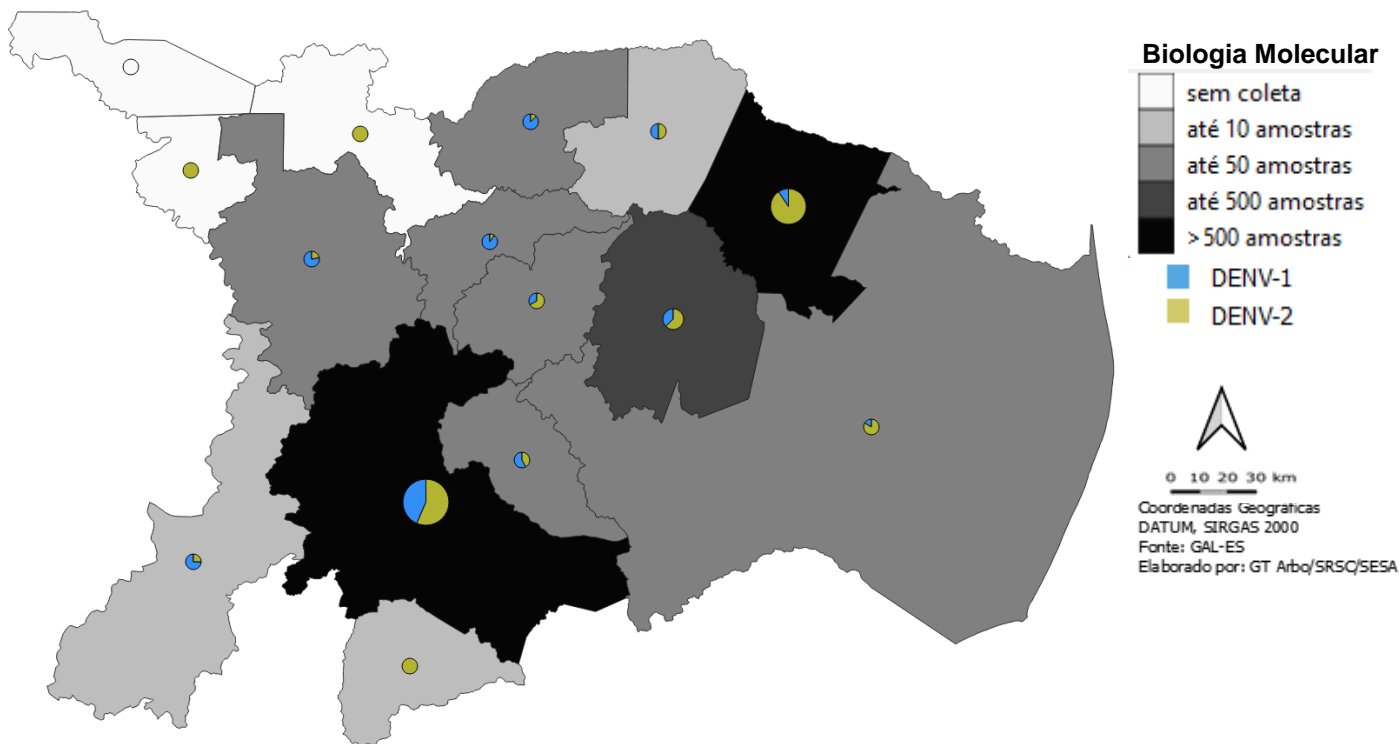 Biologia Molecular
sem coleta
até 10 amostras
até 50 amostras
até 500 amostras
>500 amostras
DENV-1
DENV-2
0 10 20 30 km
Coordenadas Geográficas
DATUM, SIRGAS 2000
Fonte: GAL-ES
Elaborado por: GT Arbo/SRSC/SESA